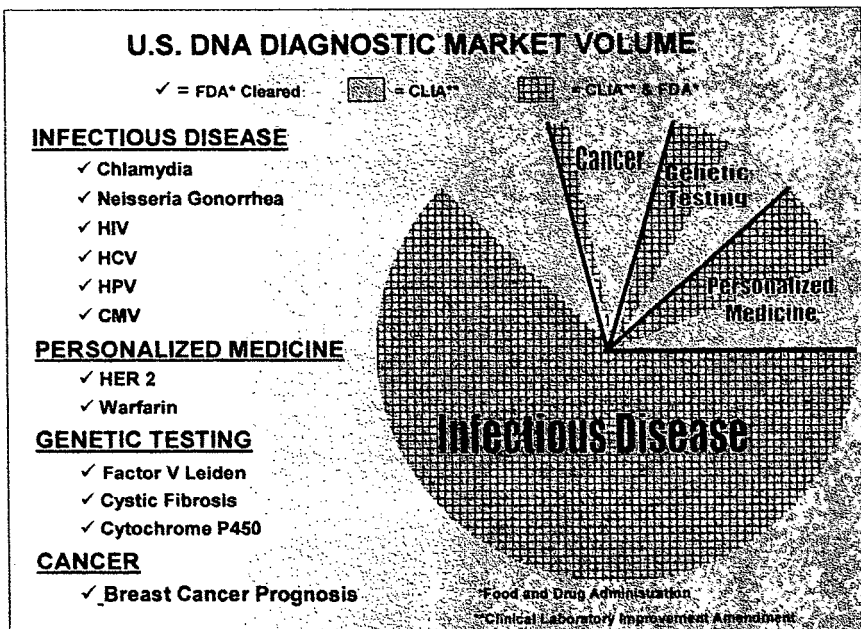 U.S. DNA DIAGNOSTIC MARKET VOLUME
✓ = FDA* Cleared = CLIA** = CLIA** & FDA*
INFECTIOUS DISEASE
✓ Chlamydia
✓ Neisseria Gonorrhea
✓ HIV
✓ HCV
✓ HPV
✓ CMV
PERSONALIZED MEDICINE
✓ HER 2
✓ Warfarin
GENETIC TESTING
✓ Factor V Leiden
✓ Cystic Fibrosis
✓ Cytochrome P450
CANCER
✓ Breast Cancer Prognosis
Cancer
Genetic
Testing
Personalized
Medicine
Infectious Disease
*Food and Drug Administration
**Clinical Laboratory Improvement Amendment